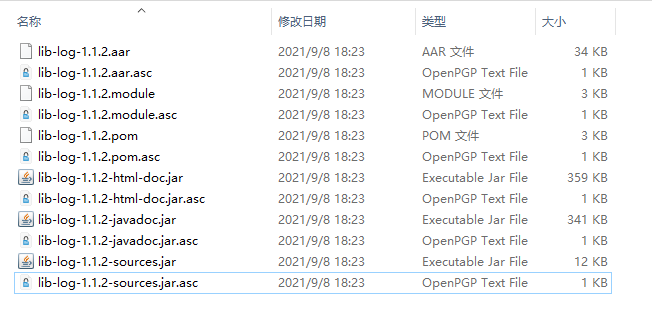 名称 修改日期 类型 大小
lib-log-1.1.2.aar 2021/9/8 18:23 AAR 文件 34 KB
lib-log-1.1.2.aar.asc 2021/9/8 18:23 OpenPGP Text File 1 KB
lib-log-1.1.2.module 2021/9/8 18:23 MODULE 文件 3 KB
lib-log-1.1.2.module.asc 2021/9/8 18:23 OpenPGP Text File 1 KB
lib-log-1.1.2.pom 2021/9/8 18:23 POM 文件 3 KB
lib-log-1.1.2.pom.asc 2021/9/8 18:23 OpenPGP Text File 1 KB
lib-log-1.1.2-html-doc.jar 2021/9/8 18:23 Executable Jar File 359 KB
lib-log-1.1.2-html-doc.jar.asc 2021/9/8 18:23 OpenPGP Text File 1 KB
lib-log-1.1.2-javadoc.jar 2021/9/8 18:23 Executable Jar File 341 KB
lib-log-1.1.2-javadoc.jar.asc 2021/9/8 18:23 OpenPGP Text File 1 KB
lib-log-1.1.2-sources.jar 2021/9/8 18:23 Executable Jar File 12 KB
lib-log-1.1.2-sources.jar.asc 2021/9/8 18:23 OpenPGP Text File 1 KB